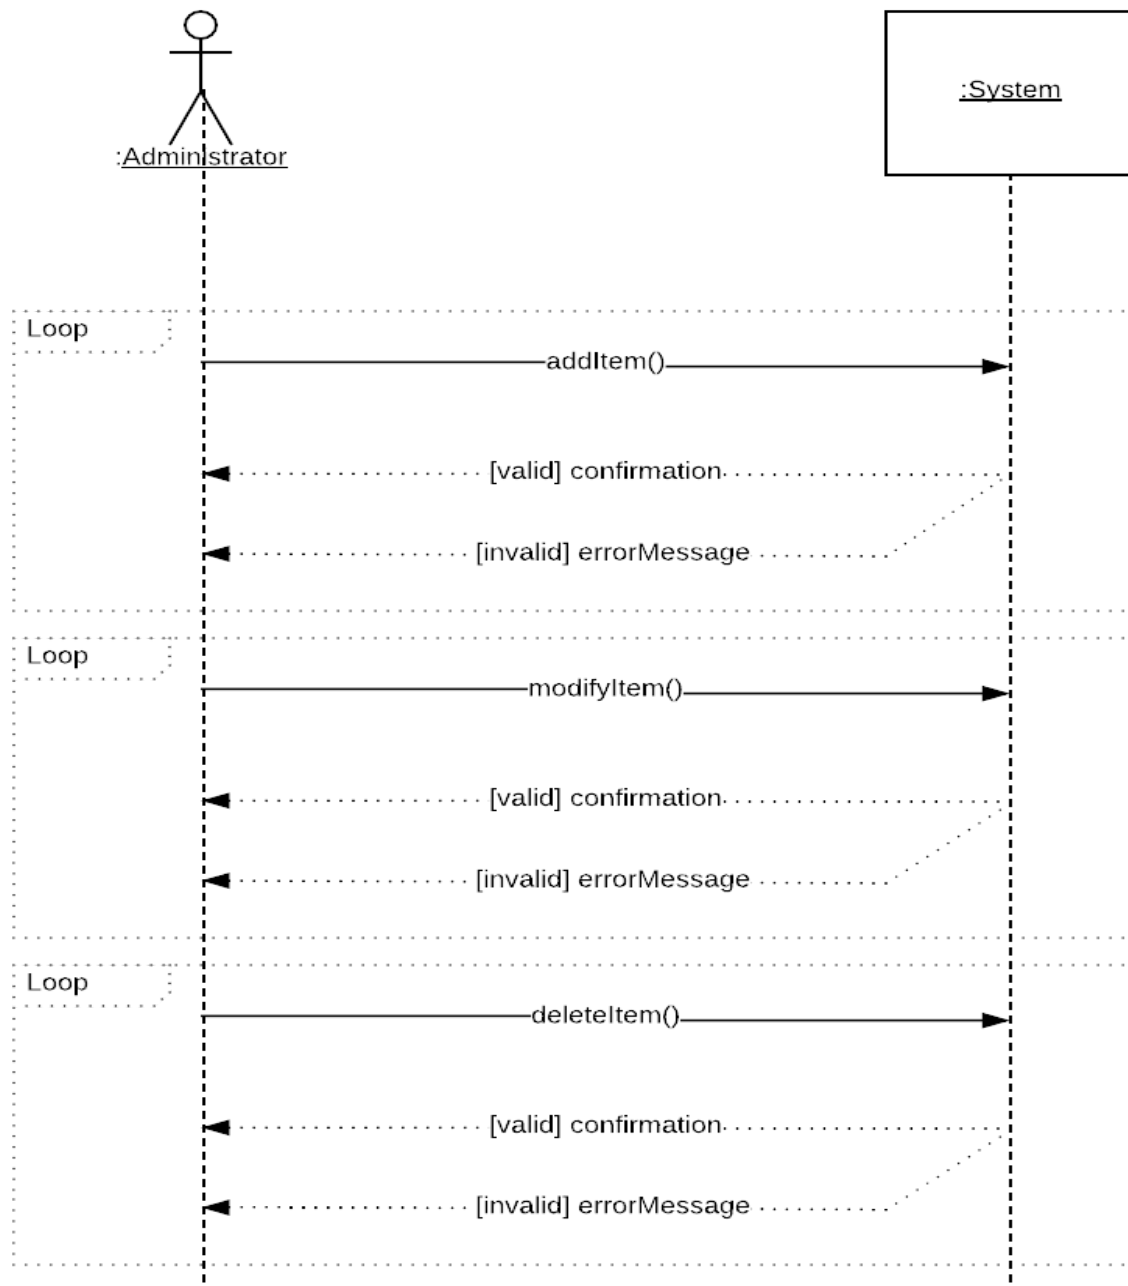 :System
:Administrator
Loop
addItem()
[valid] confirmation
[invalid] errorMessage
Loop
modifyItem()
[valid] confirmation
[invalid] errorMessage
Loop
deleteItem()
[valid] confirmation
[invalid] errorMessage